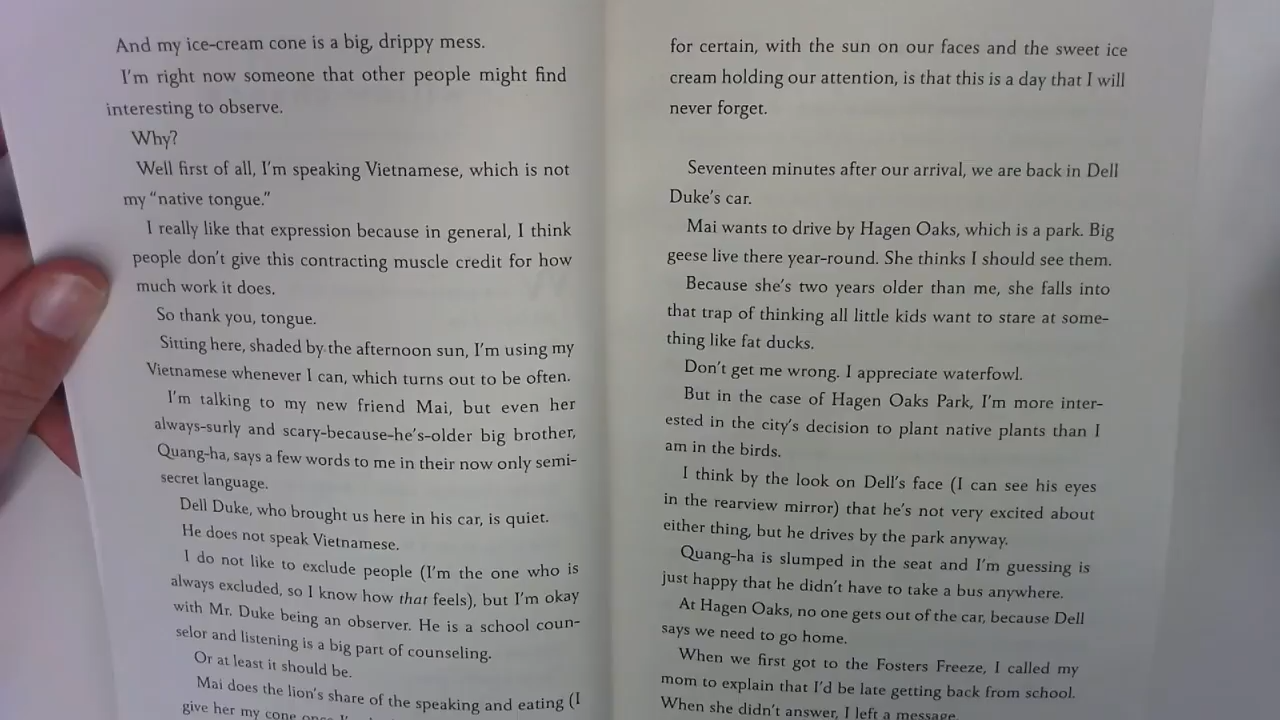 And my ice-cream cone is a big, drippy mess.
I'm right now someone that other people might find
interesting to observe.
Why?
Well first of all, I'm speaking Vietnamese, which is not
my "native tongue."
I really like that expression because in general, I think
people don't give this contracting muscle credit for how
much work it does.
So thank you, tongue.
Sitting here, shaded by the afternoon sun, I'm using my
Vietnamese whenever I can, which turns out to be often.
I'm talking to my new friend Mai, but even her
always-surly and scary-because-he's-older big brother,
Quang-ha, says a few words to me in their now only semi-
secret language.
Dell Duke, who brought us here in his car, is quiet.
He does not speak Vietnamese.
I do not like to exclude people (I'm the one who is
always excluded, so I know how that feels), but I'm okay
with Mr. Duke being an observer. He is a school coun-
selor and listening is a big part of counseling.
Or at least it should be.
Mai does the lion's share of the speaking and eating (I
give her my cone once I'
for certain, with the sun on our faces and the sweet ice
cream holding our attention, is that this is a day that I will
never forget.
Seventeen minutes after our arrival, we are back in Dell
Duke's car.
Mai wants to drive by Hagen Oaks, which is a park. Big
geese live there year-round. She thinks I should see them.
Because she's two years older than me, she falls into
that trap of thinking all little kids want to stare at some-
thing like fat ducks.
Don't get me wrong. I appreciate waterfowl.
But in the case of Hagen Oaks Park, I'm more inter-
ested in the city's decision to plant native plants than I
am in the birds.
I think by the look on Dell's face (I can see his eyes
in the rearview mirror) that he's not very excited about
either thing, but he drives by the park anyway.
Quang-ha is slumped in the seat and I'm guessing is
just happy that he didn't have to take a bus anywhere.
At Hagen Oaks, no one gets out of the car, because Dell
says we need to go home.
When we first got to the Fosters Freeze, I called my
mom to explain that I'd be late getting back from school.
When she didn't answer, I left a message